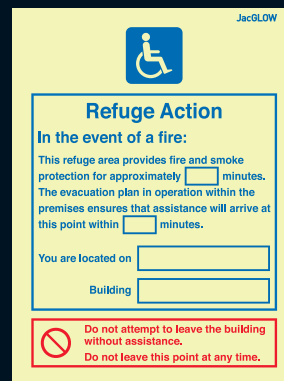 JacGLOW
Refuge Action
In the event of a fire:
This refuge area provides fire and smoke
protection for approximately minutes.
The evacuation plan in operation within the
premises ensures that assistance will arrive at
this point within minutes.
You are located on
Building
Do not attempt to leave the building
without assistance.
Do not leave this point at any time.